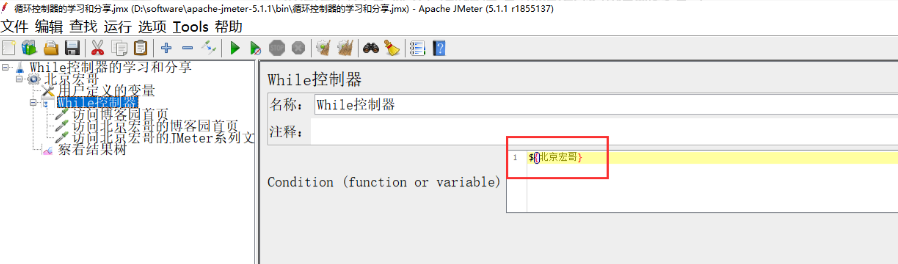 循环控制器的学习和分享.jmx (D:\software\apache-jmeter-5.1.1\bin\循环控制器的学习和分享.jmx) - Apache JMeter (5.1.1 r1855137)
文件 编辑 查找 运行 选项 Tools 帮助
While控制器的学习和分享
北京宏哥
用户定义的变量
While控制器
访问博客园首页
访问北京宏哥的博客园首页
访问北京宏哥的JMeter系列文
察看结果树
While控制器
名称: While控制器
注释:
Condition (function or variable)
1 ${北京宏哥}